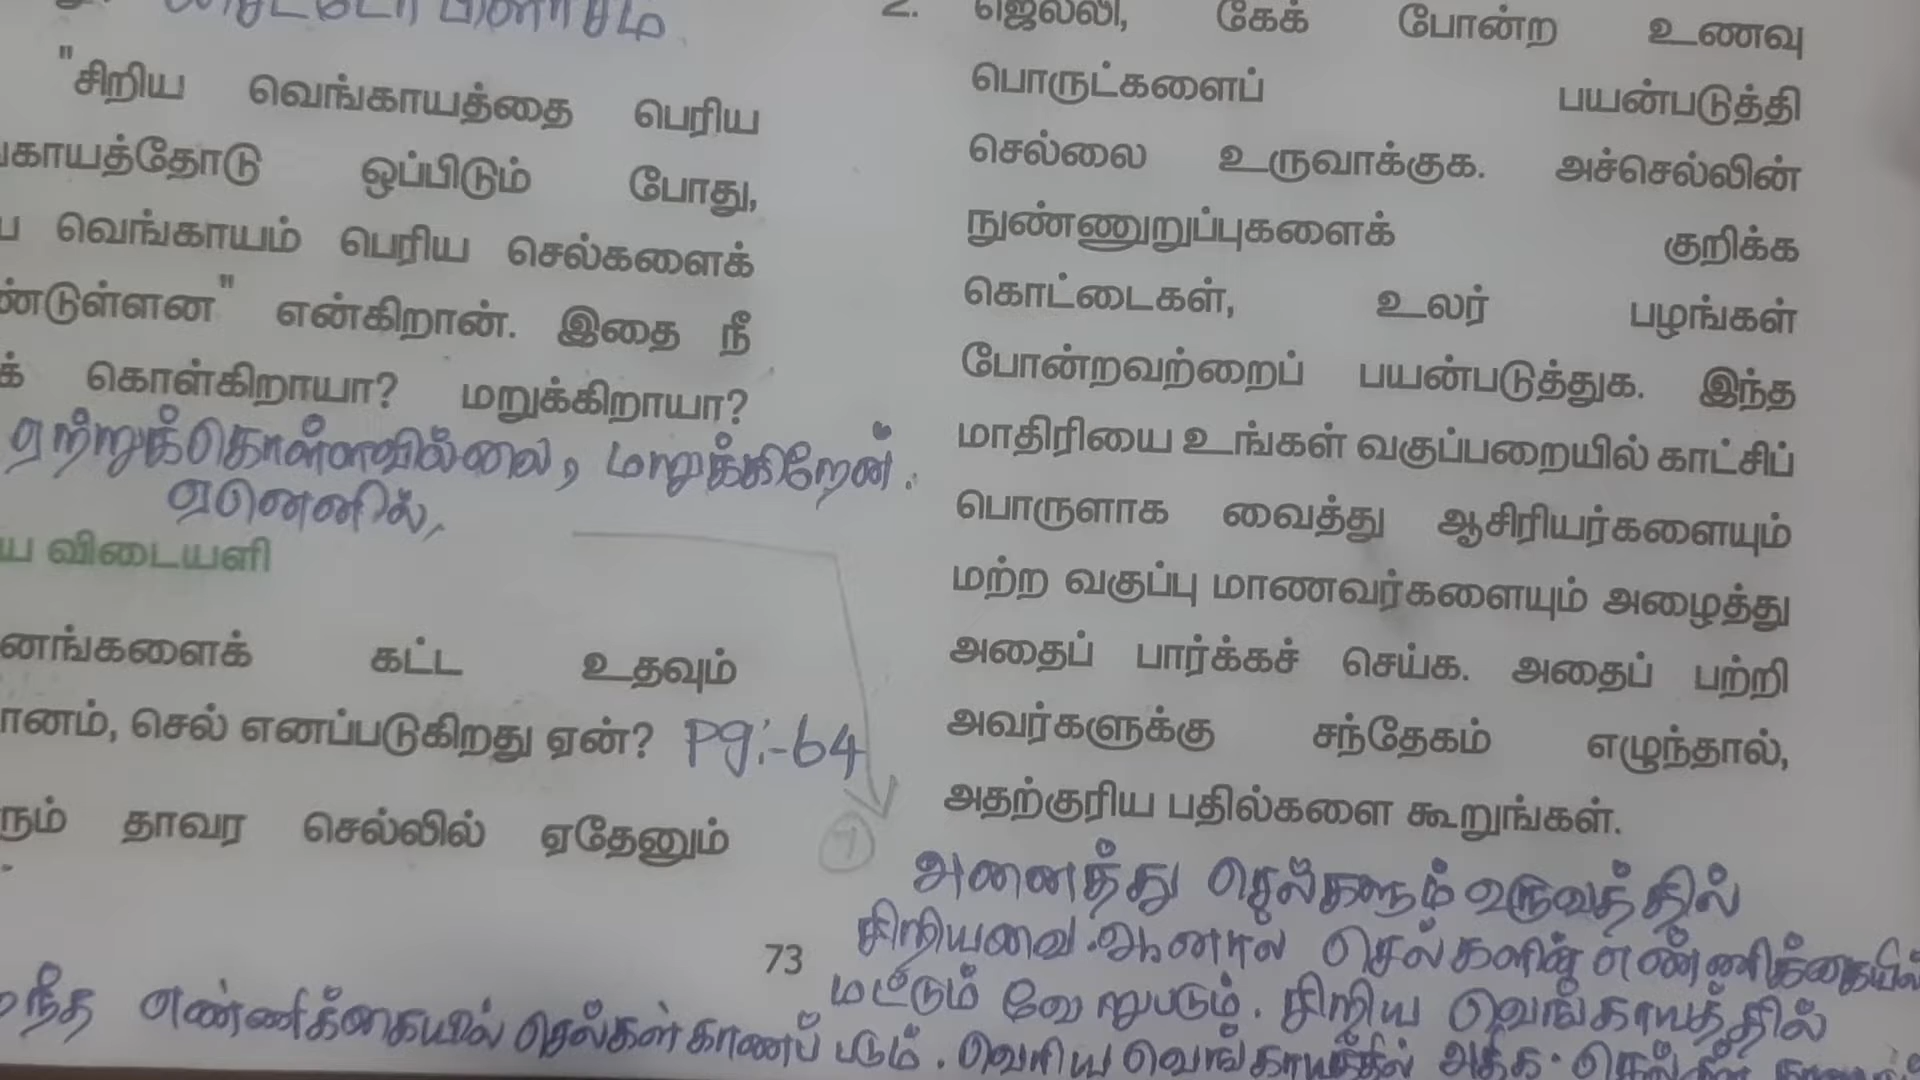 "சிறிய வெங்காயத்தை பெரிய
காயத்தோடு ஒப்பிடும் போது,
ய வெங்காயம் பெரிய செல்களைக்
ண்டுள்ளன" என்கிறான். இதை நீ
க் கொள்கிறாயா? மறுக்கிறாயா?
ஏற்றுக்கொள்ளவில்லை, மறுக்கிறேன்.
ஏனெனில்,
ய விடையளி
னங்களைக் கட்ட உதவும்
ானம், செல் எனப்படுகிறது ஏன்? Pg:-64
ரும் தாவர செல்லில் ஏதேனும்
2. ஜெல்லி, கேக் போன்ற உணவு
பொருட்களைப் பயன்படுத்தி
செல்லை உருவாக்குக. அச்செல்லின்
நுண்ணுறுப்புகளைக் குறிக்க
கொட்டைகள், உலர் பழங்கள்
போன்றவற்றைப் பயன்படுத்துக. இந்த
மாதிரியை உங்கள் வகுப்பறையில் காட்சிப்
பொருளாக வைத்து ஆசிரியர்களையும்
மற்ற வகுப்பு மாணவர்களையும் அழைத்து
அதைப் பார்க்கச் செய்க. அதைப் பற்றி
அவர்களுக்கு சந்தேகம் எழுந்தால்,
அதற்குரிய பதில்களை கூறுங்கள்.
7
அனைத்து செல்களும் உருவத்தில்
சிறியவை. ஆனால் செல்களின் எண்ணிக்கையில்
மட்டும் வேறுபடும். சிறிய வெங்காயத்தில்
73
எண்ணிக்கையில் செல்கள் காணப் படும். பெரிய வெங்காயத்தில் அதிக